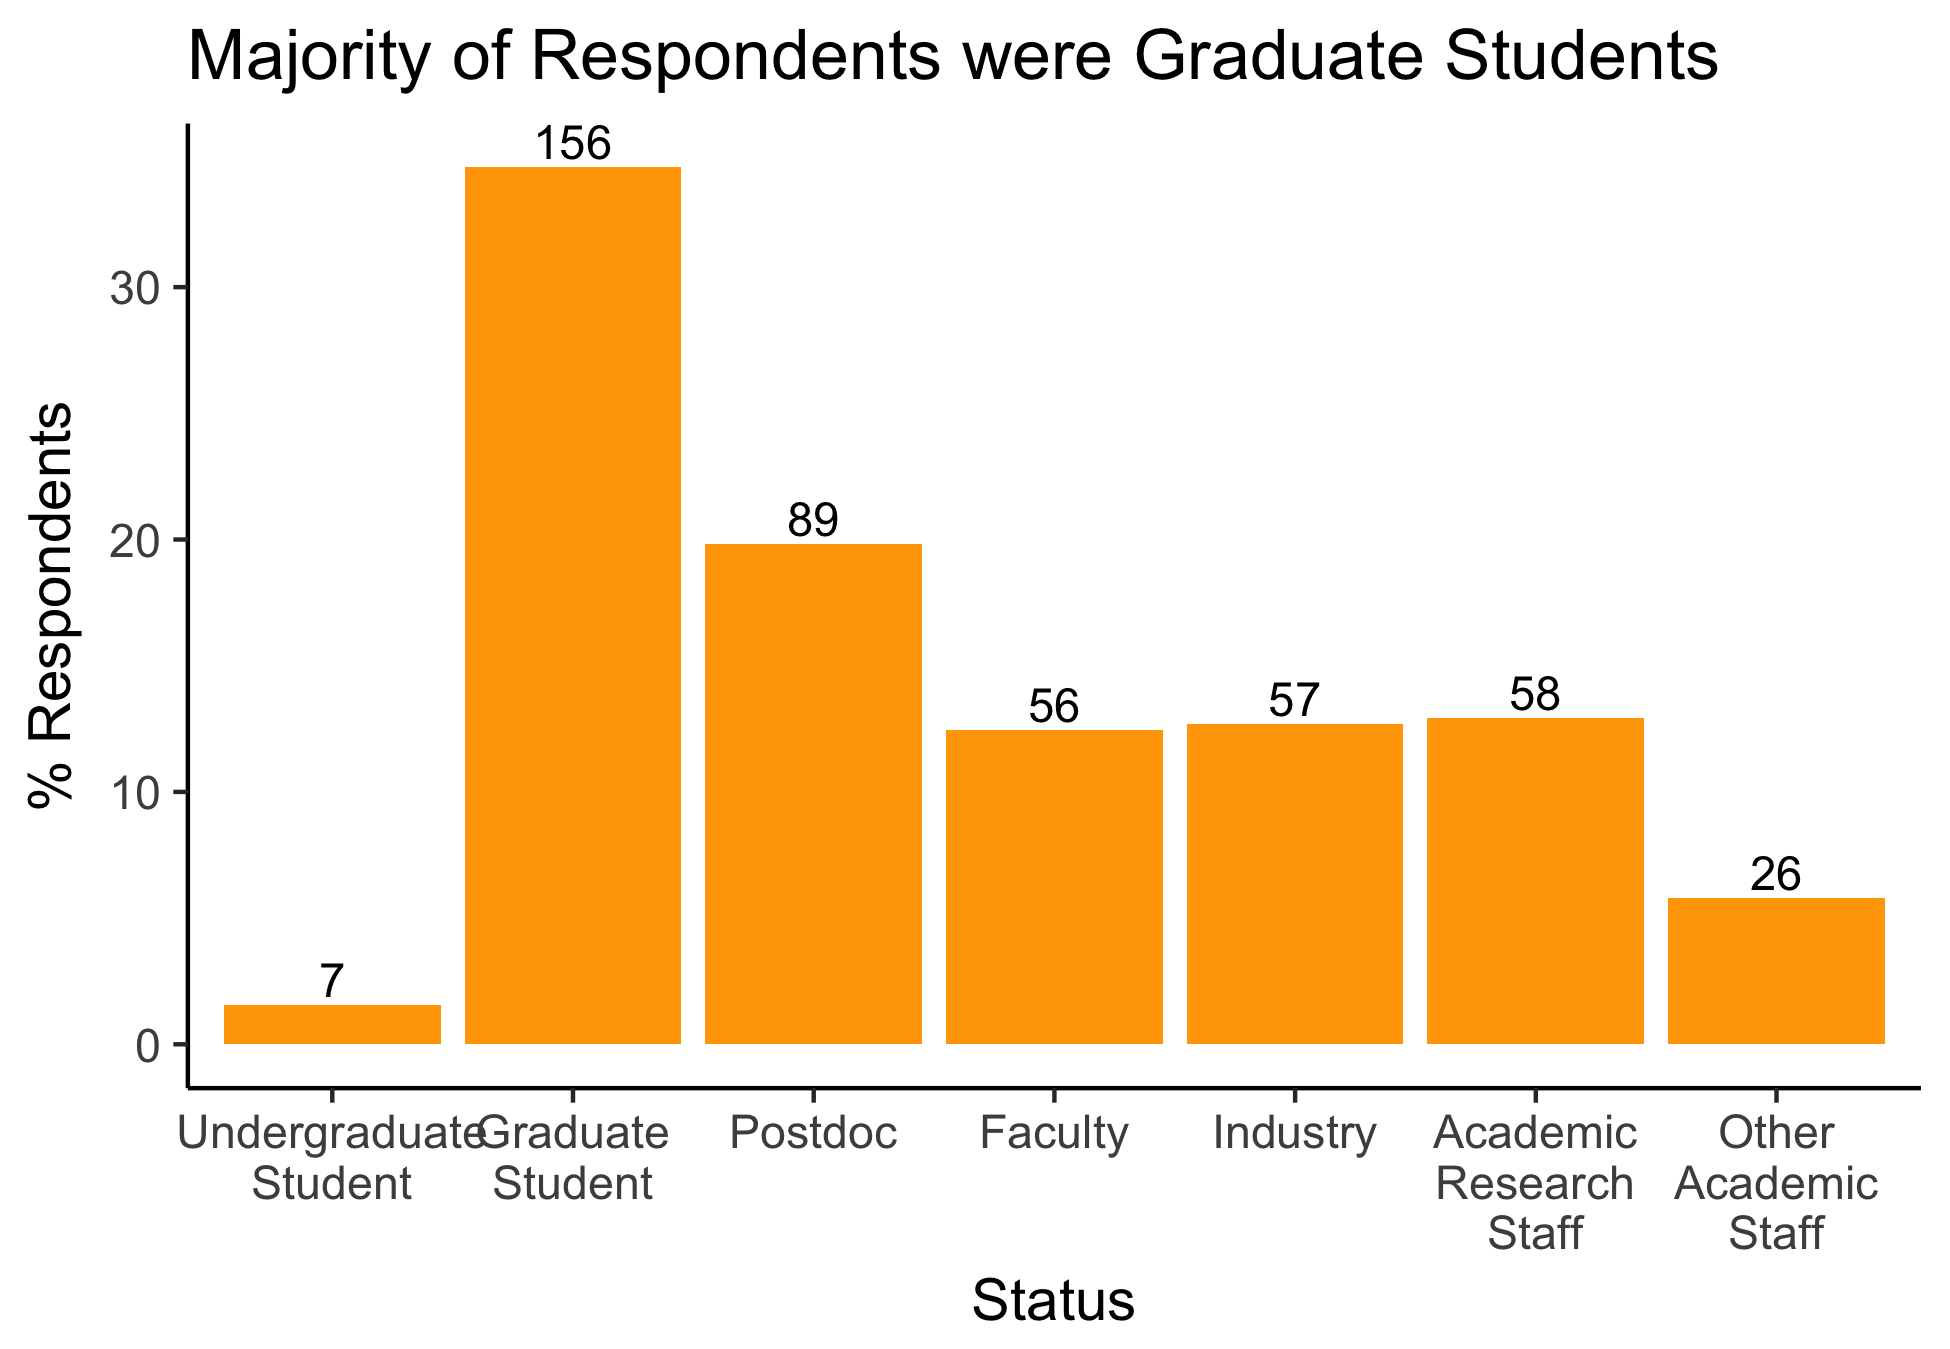 Majority of Respondents were Graduate Students
% Respondents
30
20
10
0
156
89
56
57
58
26
7
Undergraduate
Student
Graduate
Student
Postdoc
Faculty
Industry
Academic
Research
Staff
Other
Academic
Staff
Status